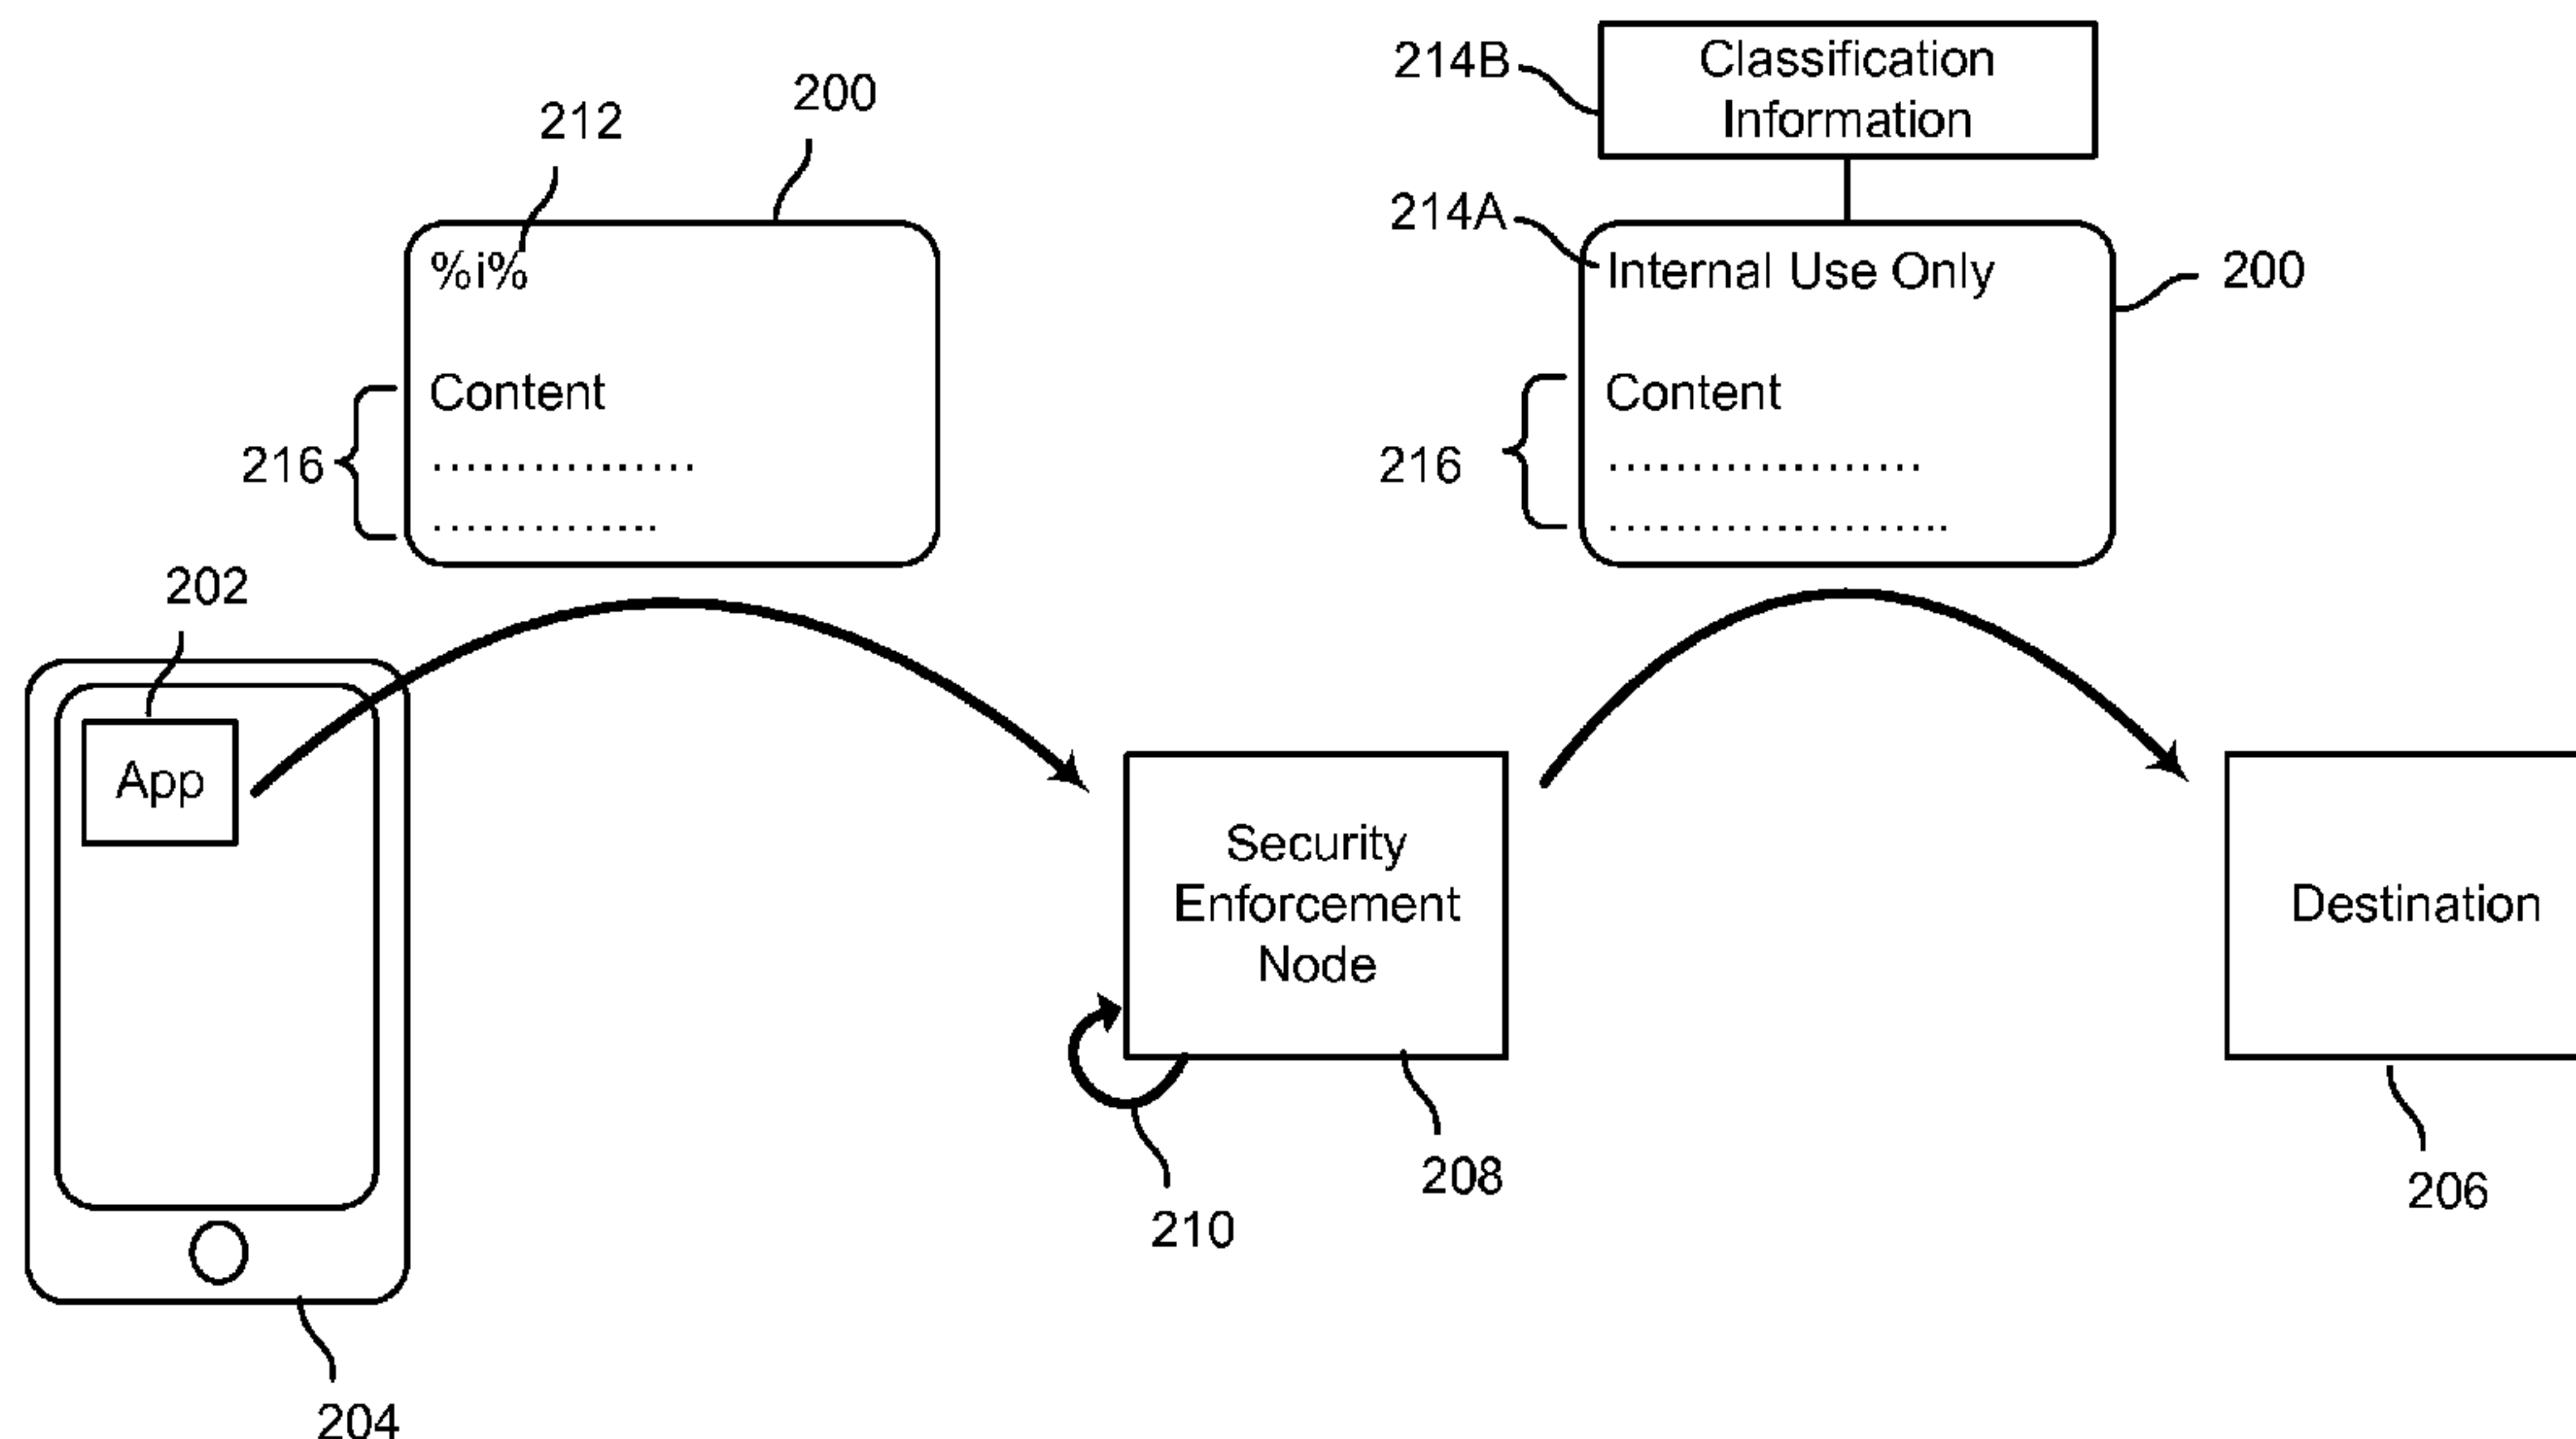 214B
Classification
Information
200
212
214A
%i%
Internal Use Only
200
Content
Content
216
................
...................
216
..............
.....................
202
App
Security
Enforcement
Node
Destination
208
206
210
204